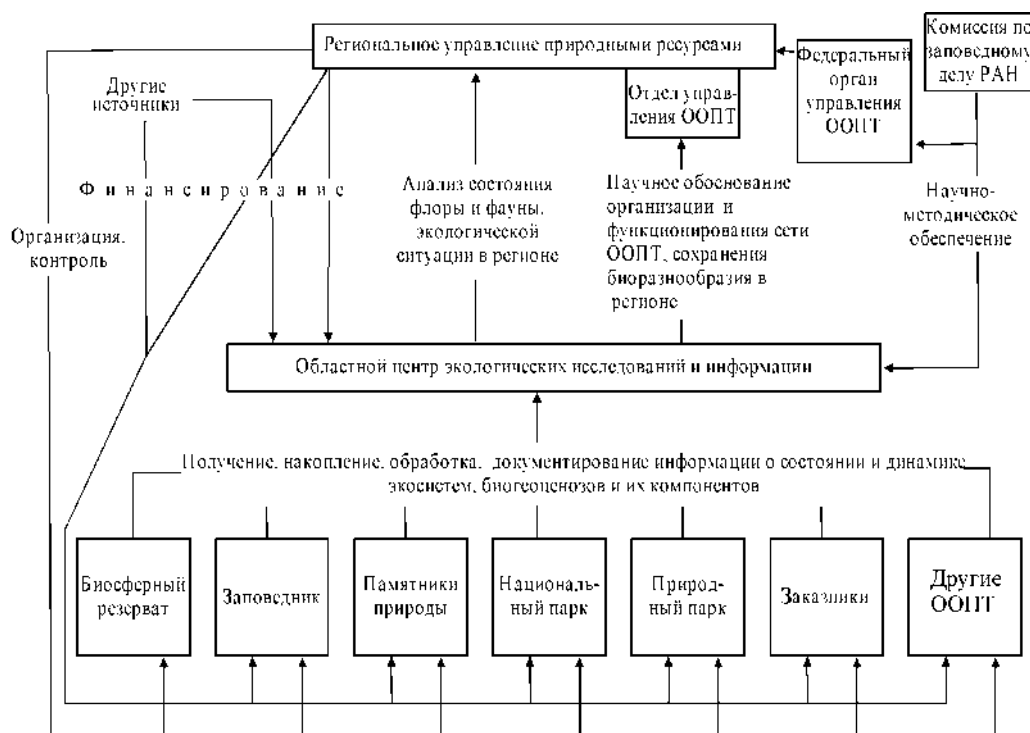 Региональное управление природными ресурсами
Комиссия по
заповедному
делу РАН
Федеральный
орган
управления
ООПТ
Отдел управ-
ления ООПТ
Другие
источники
Финансирование
Организация,
контроль
Анализ состояния
флоры и фауны,
экологической
ситуации в регионе
Научное обоснование
организации и
функционирования сети
ООПТ, сохранения
биоразнообразия в
регионе
Научно-
методическое
обеспечение
Областной центр экологических исследований и информации
Получение, накопление, обработка, документирование информации о состоянии и динамике
экосистем, биогеоценозов и их компонентов
Биосферный
резерват
Заповедник
Памятники
природы
Националь-
ный парк
Природ-
ный парк
Заказники
Другие
ООПТ